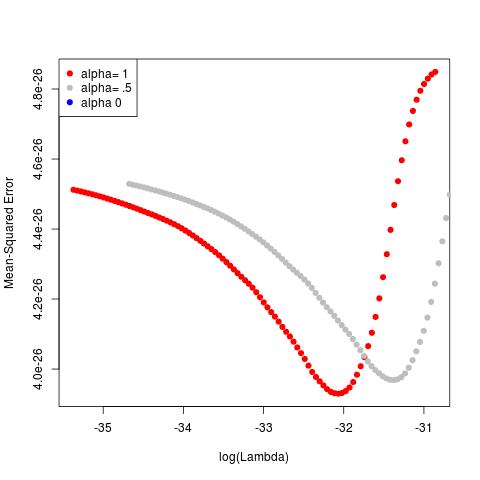 alpha= 1
alpha= .5
alpha 0
Mean-Squared Error
4.8e-26
4.6e-26
4.4e-26
4.2e-26
4.0e-26
-35
-34
-33
-32
-31
log(Lambda)